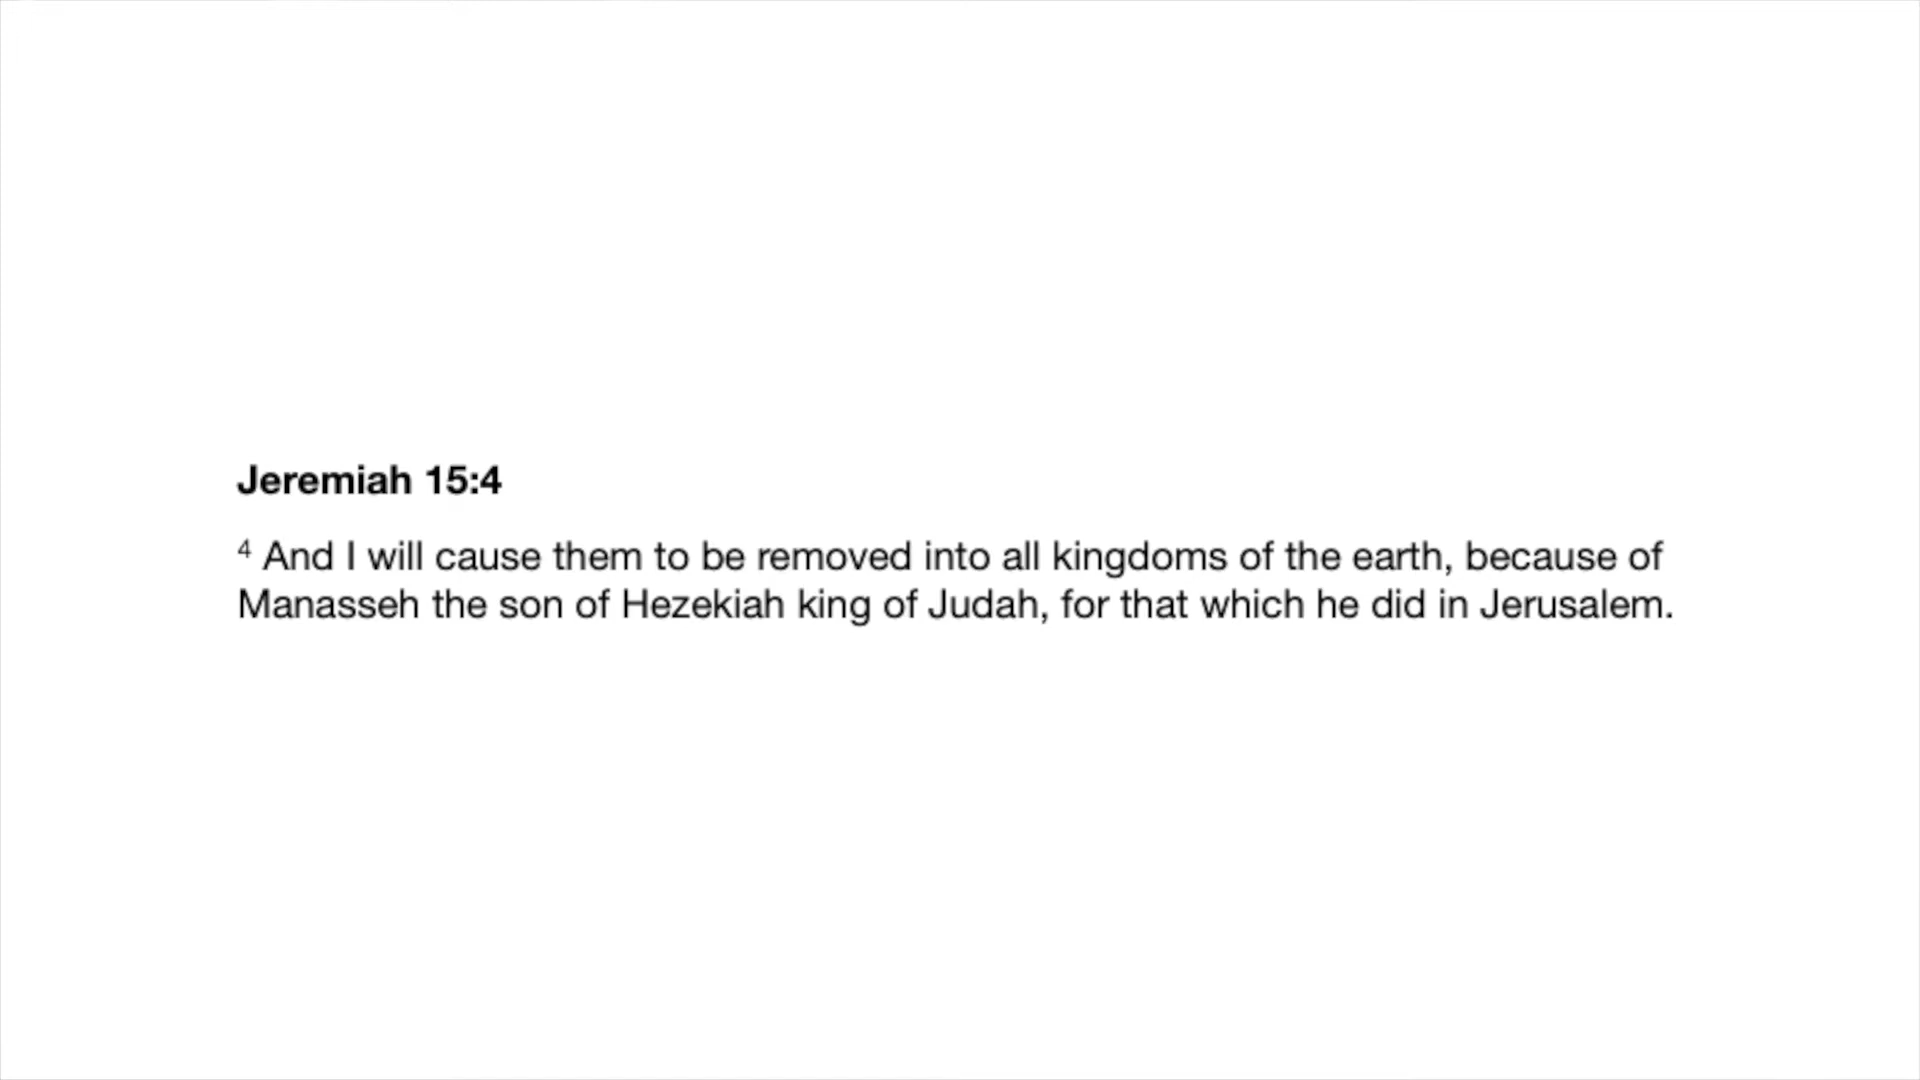 Jeremiah 15:4
4 And I will cause them to be removed into all kingdoms of the earth, because of
Manasseh the son of Hezekiah king of Judah, for that which he did in Jerusalem.